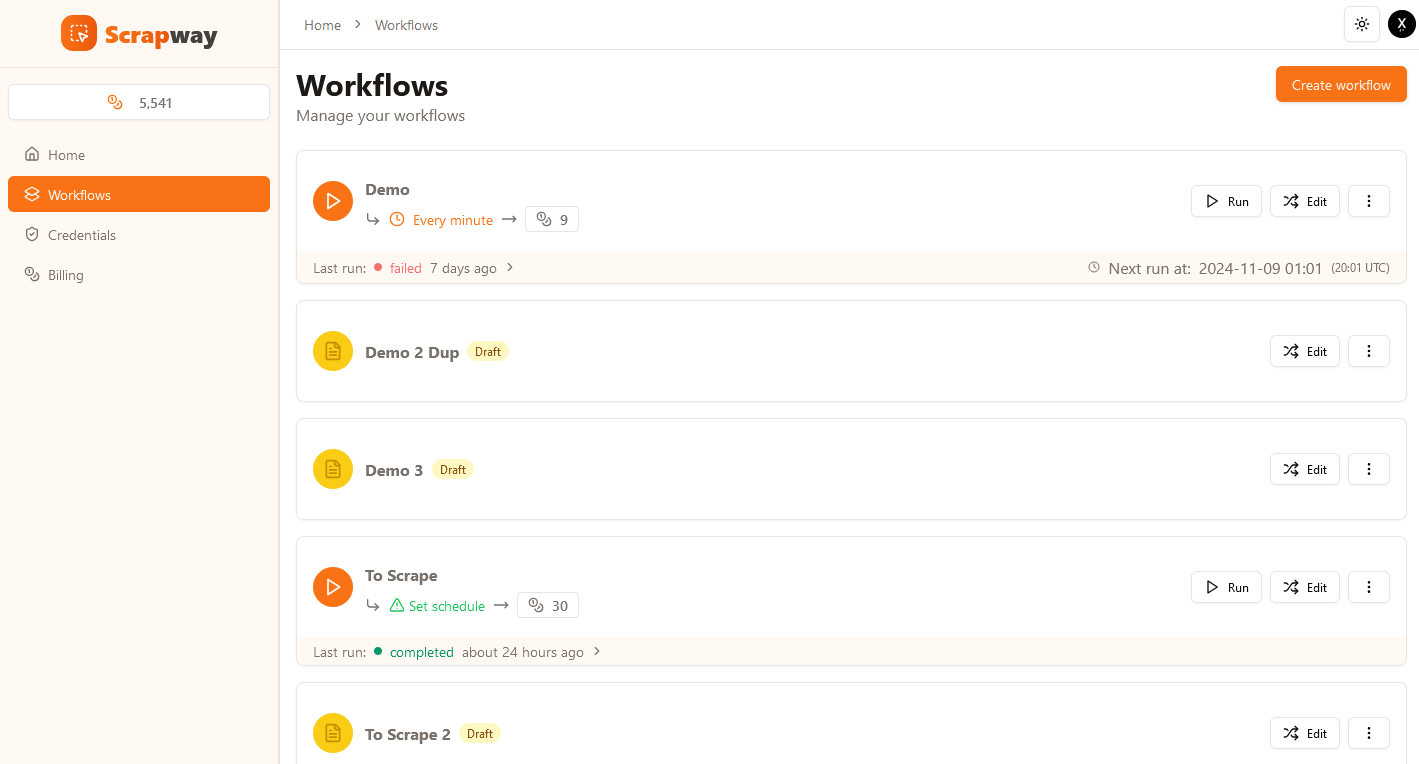 Scrapway
5,541
Home
Workflows
Credentials
Billing
Home > Workflows
X
Workflows
Manage your workflows
Create workflow
Demo
Every minute → 9
Run Edit
Last run: failed 7 days ago
Next run at: 2024-11-09 01:01 (20:01 UTC)
Demo 2 Dup Draft
Edit
Demo 3 Draft
Edit
To Scrape
Set schedule → 30
Run Edit
Last run: completed about 24 hours ago
To Scrape 2 Draft
Edit